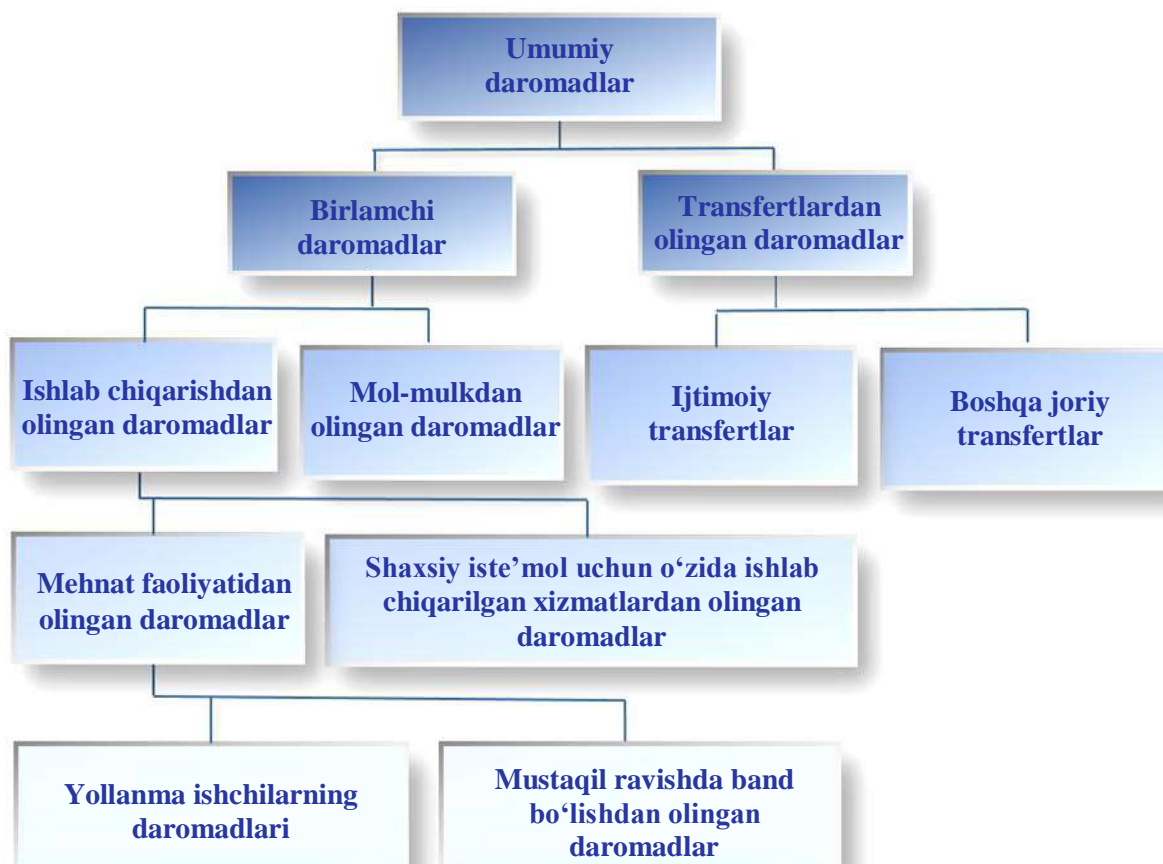 Umumiy
daromadlar
Birlamchi
daromadlar
Transfertlardan
olingan daromadlar
Ishlab chiqarishdan
olingan daromadlar
Mol-mulkdan
olingan daromadlar
Ijtimoiy
transfertlar
Boshqa joriy
transfertlar
Mehnat faoliyatidan
olingan daromadlar
Shaxsiy iste’mol uchun o‘zida ishlab
chiqarilgan xizmatlardan olingan
daromadlar
Yollanma ishchilarning
daromadlari
Mustaqil ravishda band
bo‘lishdan olingan
daromadlar